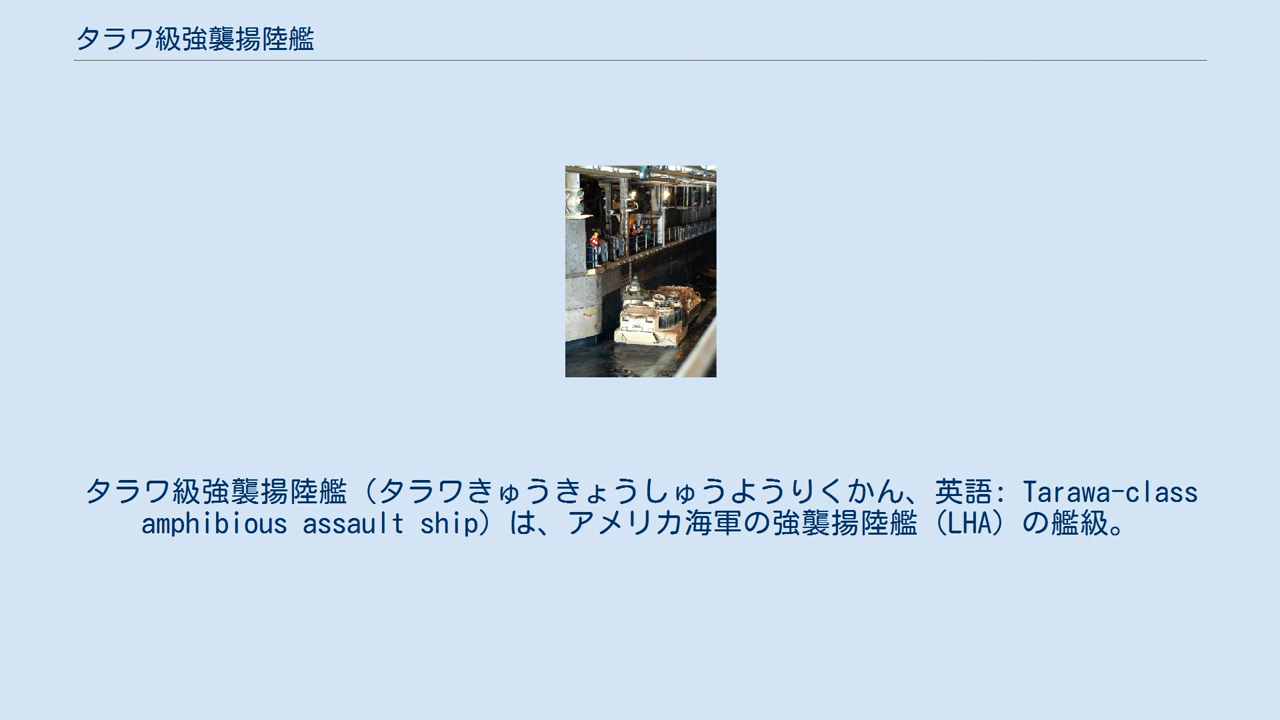 タラワ級強襲揚陸艦
タラワ級強襲揚陸艦（タラワきゅうきょうしゅうようりくかん、英語: Tarawa-class
amphibious assault ship）は、アメリカ海軍の強襲揚陸艦（LHA）の艦級。